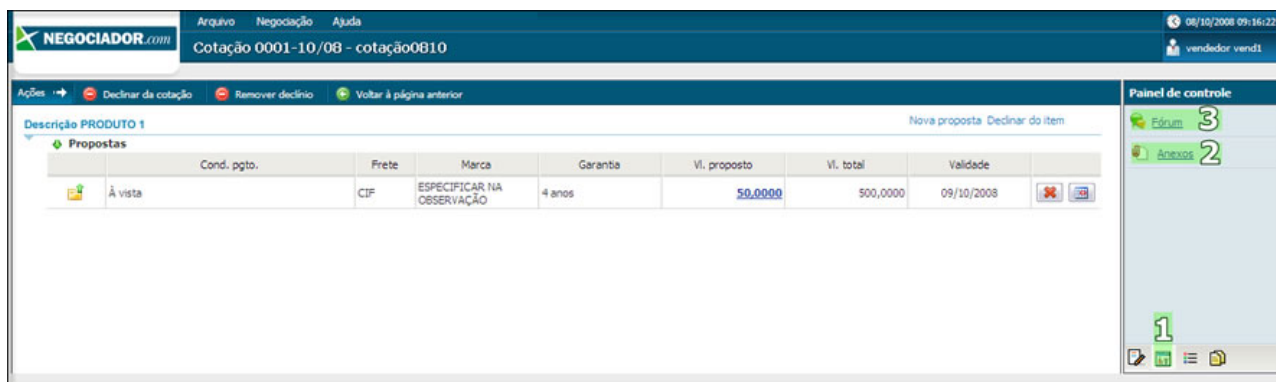 NEGOCIADOR.com
Arquivo Negociação Ajuda
08/10/2008 09:16:22
Cotação 0001-10/08 - cotação0810
vendedor vend1
Ações Declinar da cotação Remover declínio Voltar à página anterior
Painel de controle
Descrição PRODUTO 1
Nova proposta Declinar do item
Fórum 3
Propostas
Anexos 2
Cond. pgto. Frete Marca Garantia Vl. proposto Vl. total Validade
À vista CIF ESPECIFICAR NA OBSERVAÇÃO 4 anos 50,0000 500,0000 09/10/2008
1